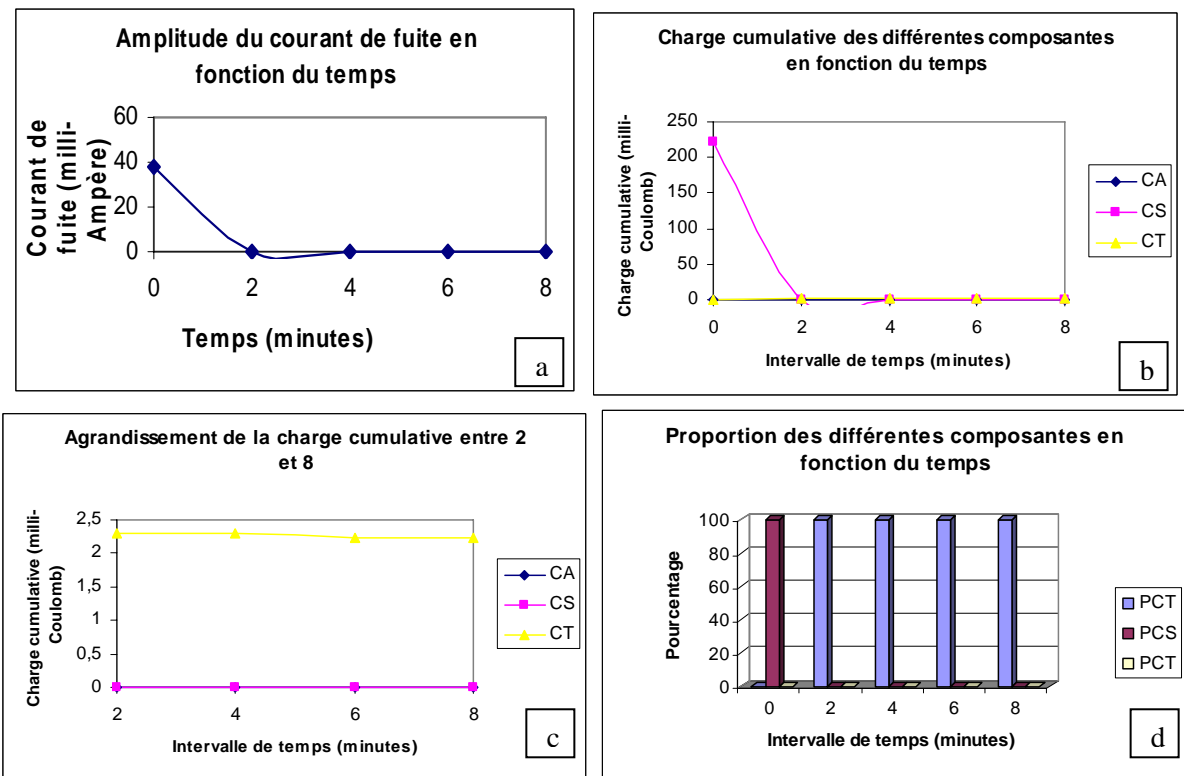 Amplitude du courant de fuite en
fonction du temps
Courant de
fuite (milli-
Ampère)
60
40
20
0
0 2 4 6 8
Temps (minutes)
a
Charge cumulative des différentes composantes
en fonction du temps
Charge cumulative (milli-
Coulomb)
250
200
150
100
50
0
0 2 4 6 8
Intervalle de temps (minutes)
CA
CS
CT
b
Agrandissement de la charge cumulative entre 2
et 8
Charge cumulative (milli-
Coulomb)
2,5
2
1,5
1
0,5
0
2 4 6 8
Intervalle de temps (minutes)
CA
CS
CT
c
Proportion des différentes composantes en
fonction du temps
Pourcentage
100
80
60
40
20
0
0 2 4 6 8
Intervalle de temps (minutes)
PCT
PCS
PCT
d